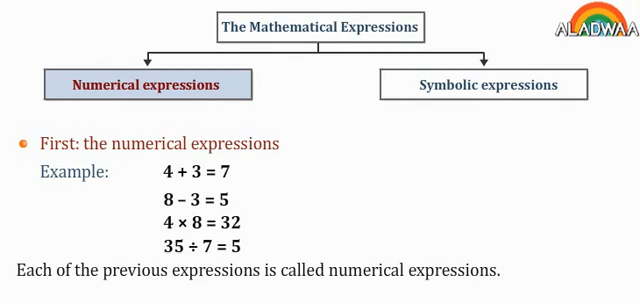 The Mathematical Expressions
ALADWAA
Numerical expressions
Symbolic expressions
First: the numerical expressions
Example:
4 + 3 = 7
8 – 3 = 5
4 × 8 = 32
35 ÷ 7 = 5
Each of the previous expressions is called numerical expressions.